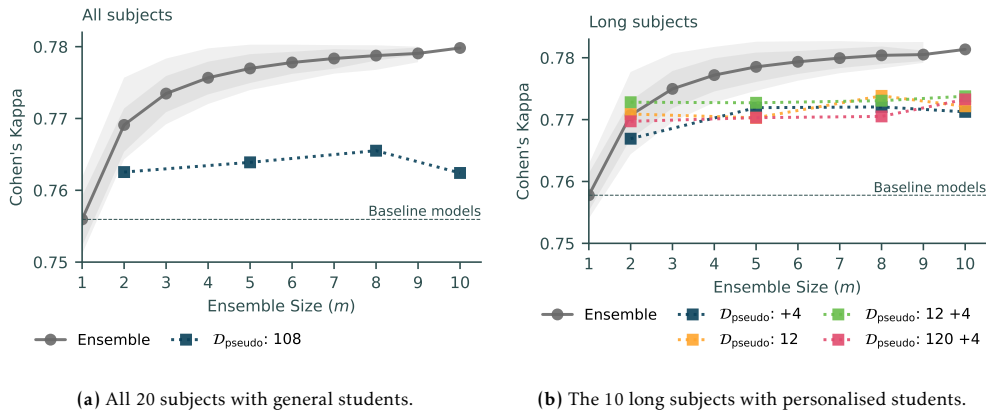 All subjects
0.78
0.77
0.76
0.75
Cohen's Kappa
Baseline models
1 2 3 4 5 6 7 8 9 10
Ensemble Size (m)
Ensemble
𝒟pseudo: 108
(a) All 20 subjects with general students.
Long subjects
0.78
0.77
0.76
0.75
Cohen's Kappa
Baseline models
1 2 3 4 5 6 7 8 9 10
Ensemble Size (m)
Ensemble
𝒟pseudo: +4
𝒟pseudo: 12
𝒟pseudo: 12 +4
𝒟pseudo: 120 +4
(b) The 10 long subjects with personalised students.